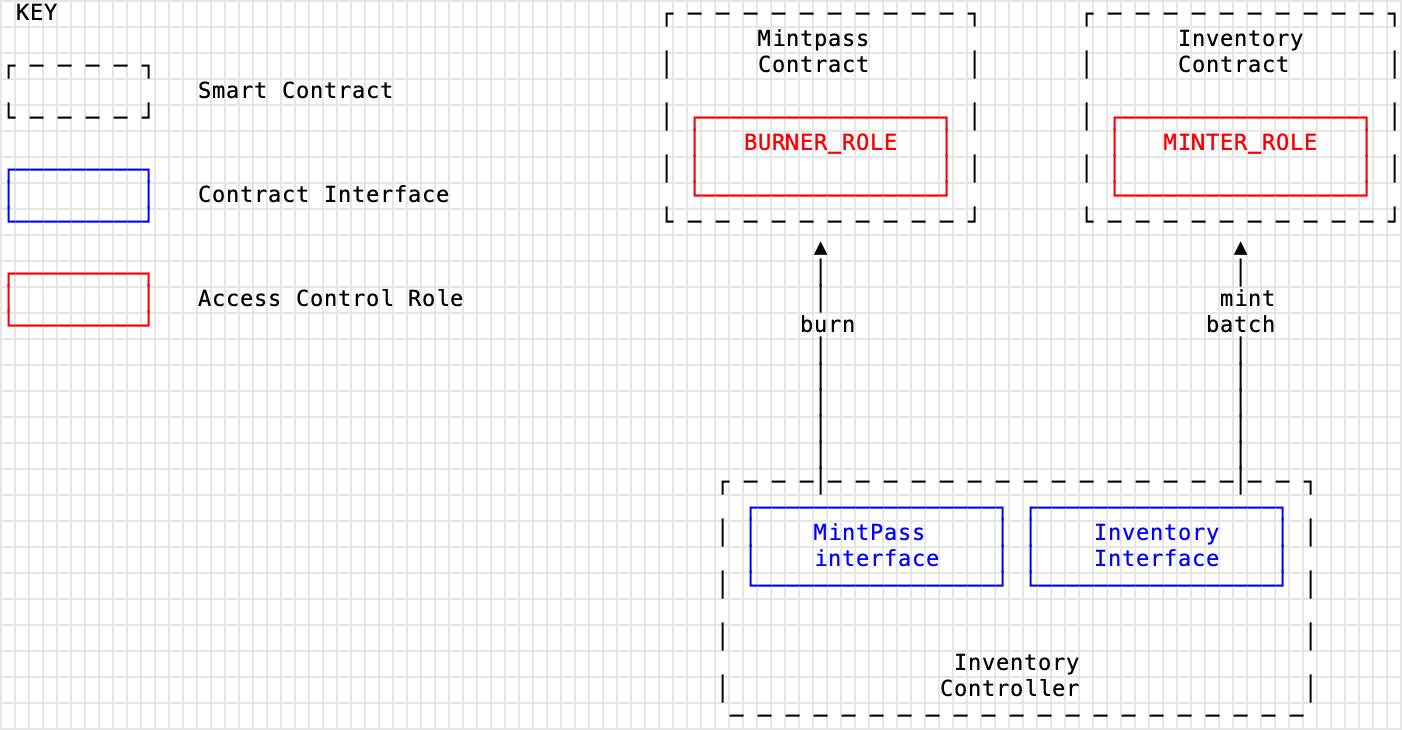 KEY
Smart Contract
Contract Interface
Access Control Role
Mintpass
Contract
BURNER_ROLE
Inventory
Contract
MINTER_ROLE
burn
mint
batch
MintPass
interface
Inventory
Interface
Inventory
Controller